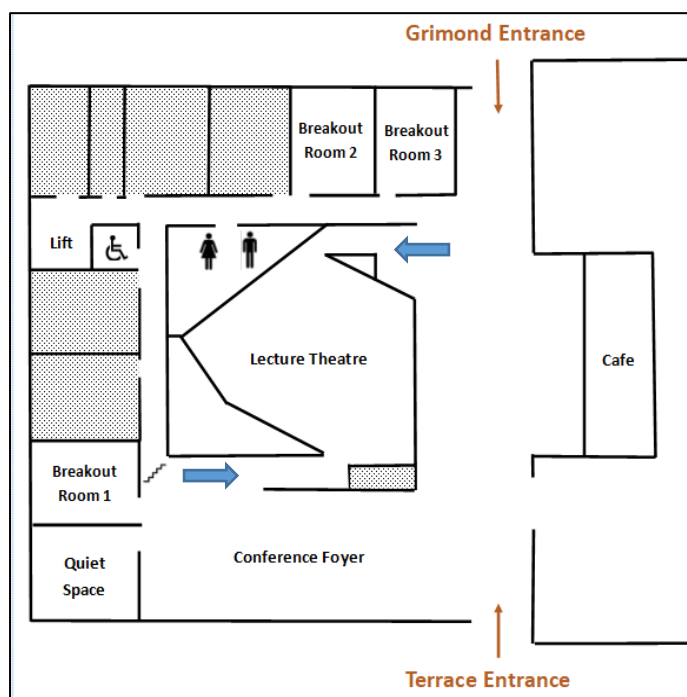 Grimond Entrance
Breakout
Room 2
Breakout
Room 3
Lift
Lecture Theatre
Cafe
Breakout
Room 1
Conference Foyer
Quiet
Space
Terrace Entrance